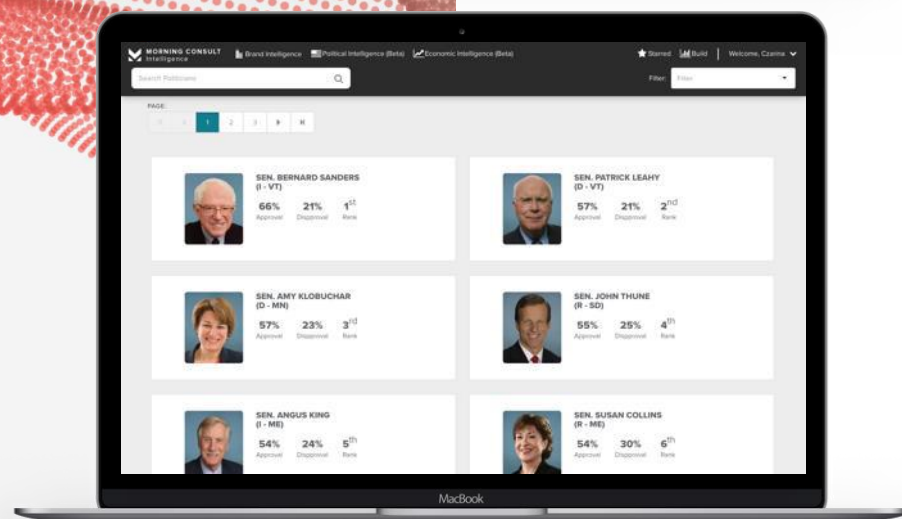 MORNING CONSULT
Intelligence
Brand Intelligence
Political Intelligence (Beta)
Economic Intelligence (Beta)
Starred
Build
Welcome, Czarina
Search Politicians
Filter:
Filter
PAGE:
1 2 3
SEN. BERNARD SANDERS
(I - VT)
66% 21% 1st
Approval Disapproval Rank
SEN. PATRICK LEAHY
(D - VT)
57% 21% 2nd
Approval Disapproval Rank
SEN. AMY KLOBUCHAR
(D - MN)
57% 23% 3rd
Approval Disapproval Rank
SEN. JOHN THUNE
(R - SD)
55% 25% 4th
Approval Disapproval Rank
SEN. ANGUS KING
(I - ME)
54% 24% 5th
Approval Disapproval Rank
SEN. SUSAN COLLINS
(R - ME)
54% 30% 6th
Approval Disapproval Rank
MacBook